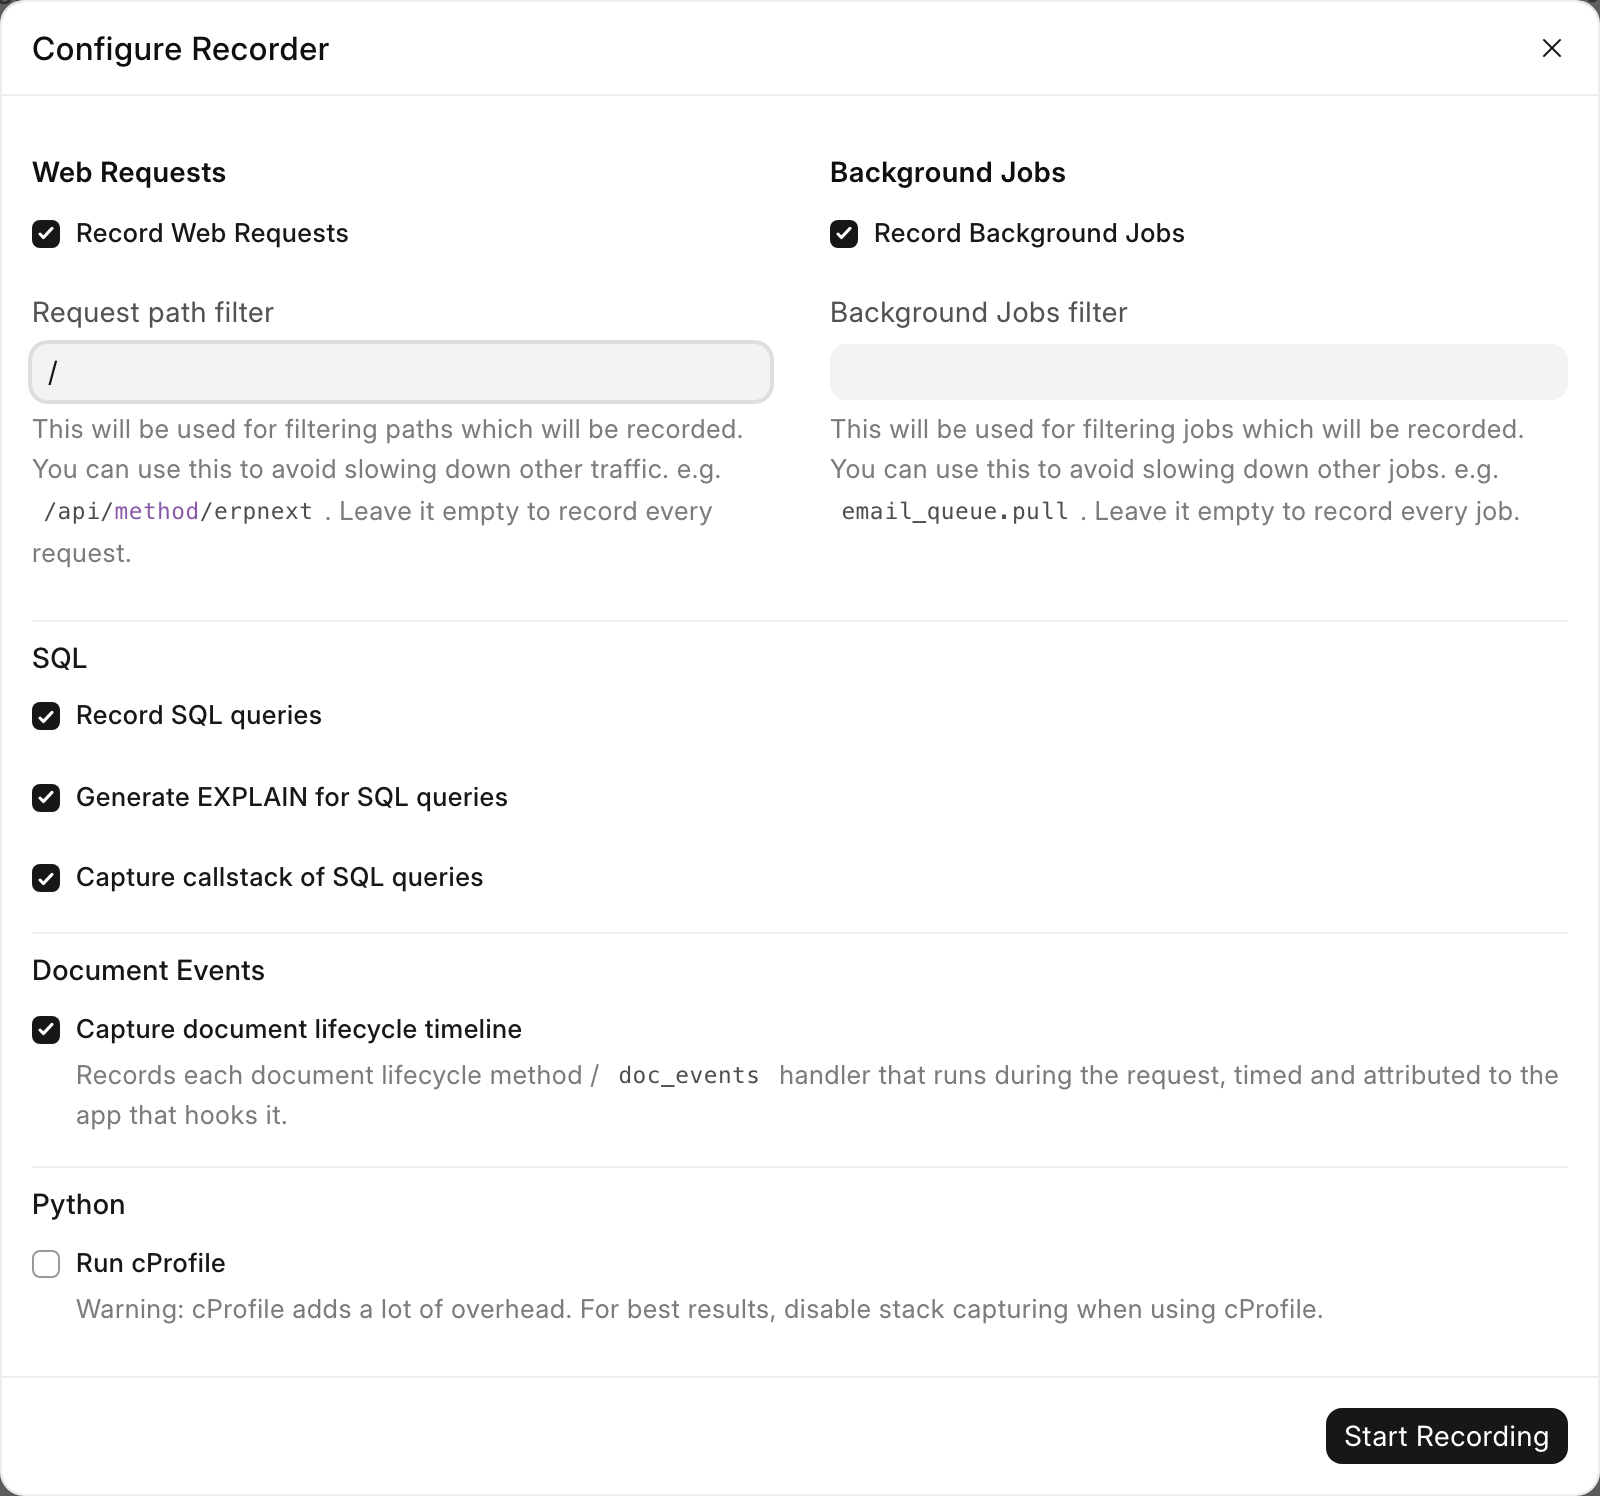 Configure Recorder
Web Requests
Record Web Requests
Request path filter
/
This will be used for filtering paths which will be recorded.
You can use this to avoid slowing down other traffic. e.g.
/api/method/erpnext . Leave it empty to record every
request.
Background Jobs
Record Background Jobs
Background Jobs filter
This will be used for filtering jobs which will be recorded.
You can use this to avoid slowing down other jobs. e.g.
email_queue.pull . Leave it empty to record every job.
SQL
Record SQL queries
Generate EXPLAIN for SQL queries
Capture callstack of SQL queries
Document Events
Capture document lifecycle timeline
Records each document lifecycle method / doc_events handler that runs during the request, timed and attributed to the
app that hooks it.
Python
Run cProfile
Warning: cProfile adds a lot of overhead. For best results, disable stack capturing when using cProfile.
Start Recording